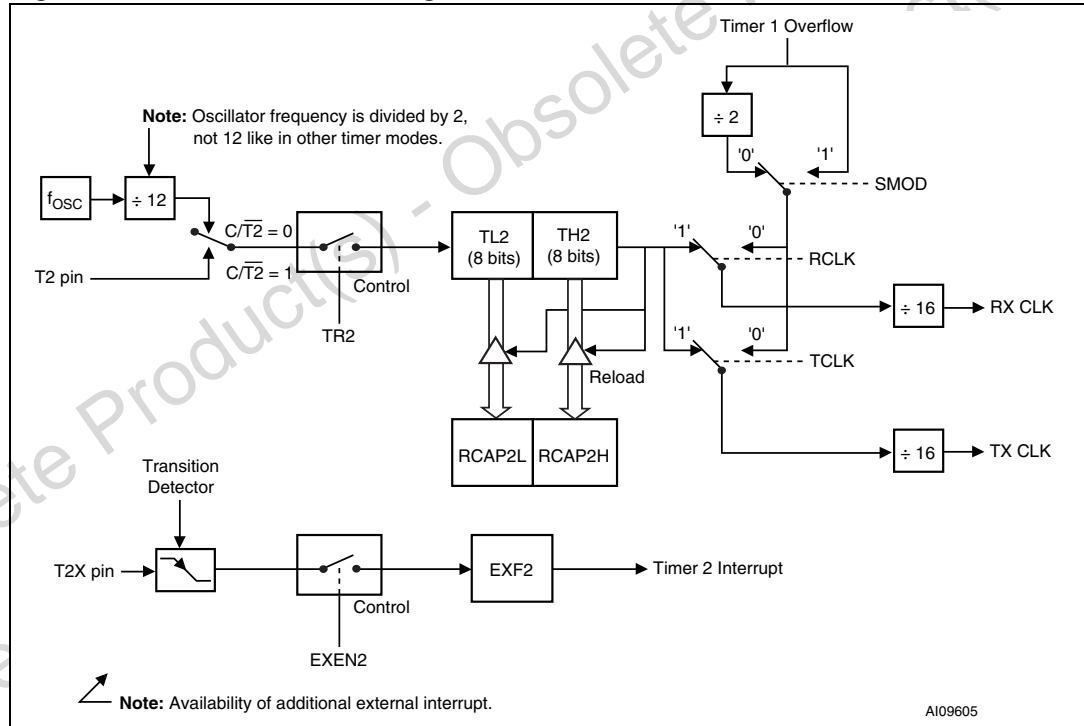 Timer 1 Overflow
Note: Oscillator frequency is divided by 2,
not 12 like in other timer modes.
÷ 2
'0'
'1'
SMOD
fOSC
÷ 12
C/T2 = 0
T2 pin
C/T2 = 1
Control
TR2
TL2
(8 bits)
TH2
(8 bits)
'1'
'0'
RCLK
÷ 16
RX CLK
'1'
'0'
TCLK
Reload
RCAP2L
RCAP2H
÷ 16
TX CLK
Transition
Detector
T2X pin
Control
EXEN2
EXF2
Timer 2 Interrupt
Note: Availability of additional external interrupt.
AI09605
Product(s) - Obsolete